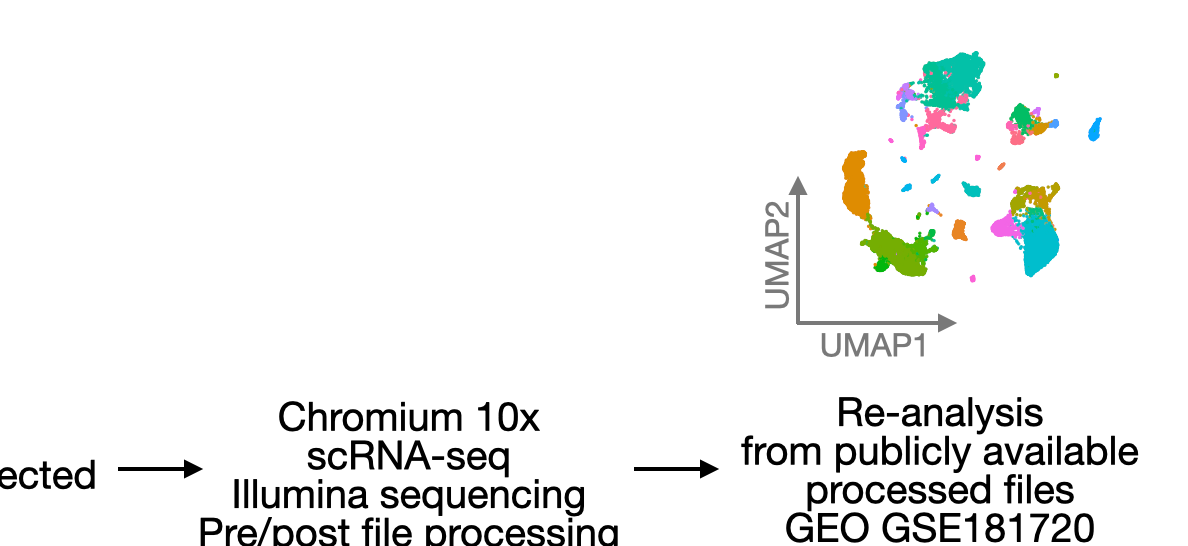 UMAP2
UMAP1
ected
Chromium 10x
scRNA-seq
Illumina sequencing
Pre/post file processing
Re-analysis
from publicly available
processed files
GEO GSE181720